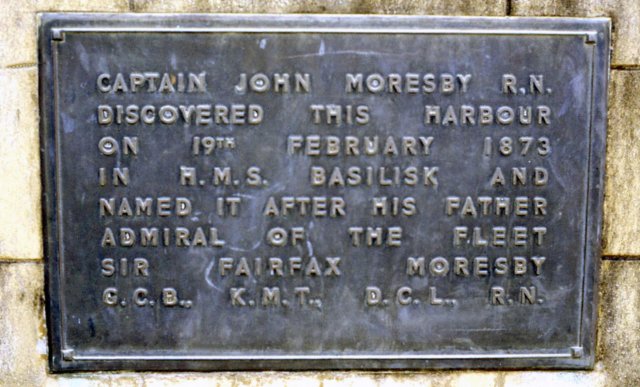 CAPTAIN JOHN MORESBY R.N.
DISCOVERED THIS HARBOUR
ON 19TH FEBRUARY 1873
IN H.M.S. BASILISK AND
NAMED IT AFTER HIS FATHER
ADMIRAL OF THE FLEET
SIR FAIRFAX MORESBY
G.C.B., K.M.T., D.C.L., R.N.